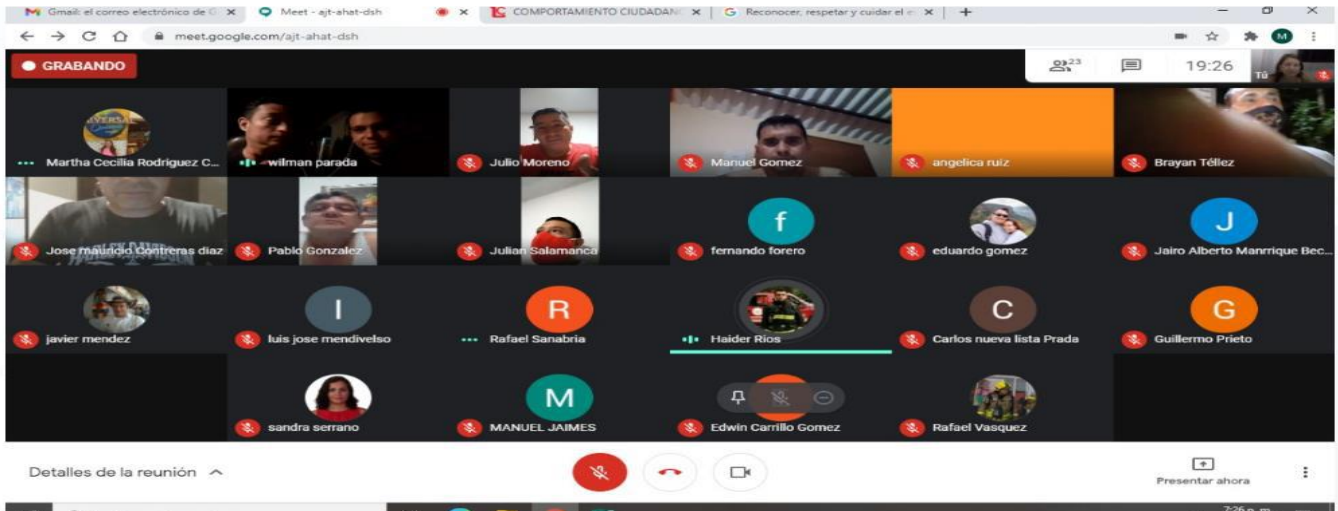 Gmail: el correo electrónico de G
Meet - ajt-ahat-dsh
COMPORTAMIENTO CIUDADAN
Reconocer, respetar y cuidar el e
meet.google.com/ajt-ahat-dsh
M
GRABANDO
23
19:26
Tú
Martha Cecilia Rodriguez C...
wilman parada
Julio Moreno
Manuel Gomez
angelica ruiz
Brayan Téllez
Jose mauricio Contreras diaz
Pablo Gonzalez
Julian Salamanca
f
fernando forero
eduardo gomez
J
Jairo Alberto Manrrique Bec...
javier mendez
l
luis jose mendivelso
R
Rafael Sanabria
Haider Rios
C
Carlos nueva lista Prada
G
Guillermo Prieto
sandra serrano
M
MANUEL JAIMES
Edwin Carrillo Gomez
Rafael Vasquez
Detalles de la reunión
Presentar ahora
7:26 p. m.